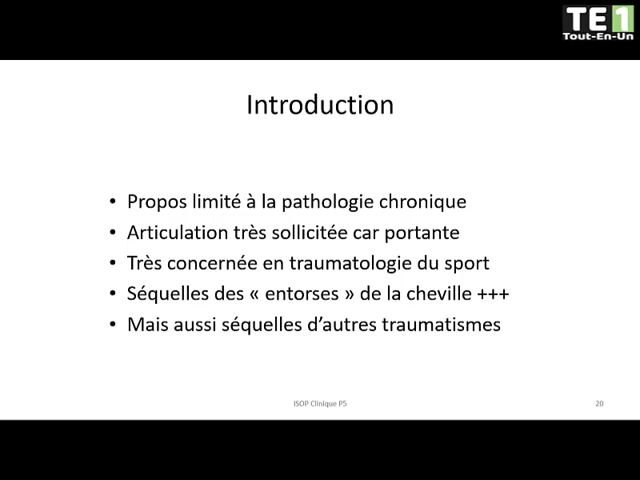 TE1
Tout-En-Un
Introduction
• Propos limité à la pathologie chronique
• Articulation très sollicitée car portante
• Très concernée en traumatologie du sport
• Séquelles des « entorses » de la cheville +++
• Mais aussi séquelles d’autres traumatismes
ISOP Clinique P5
20